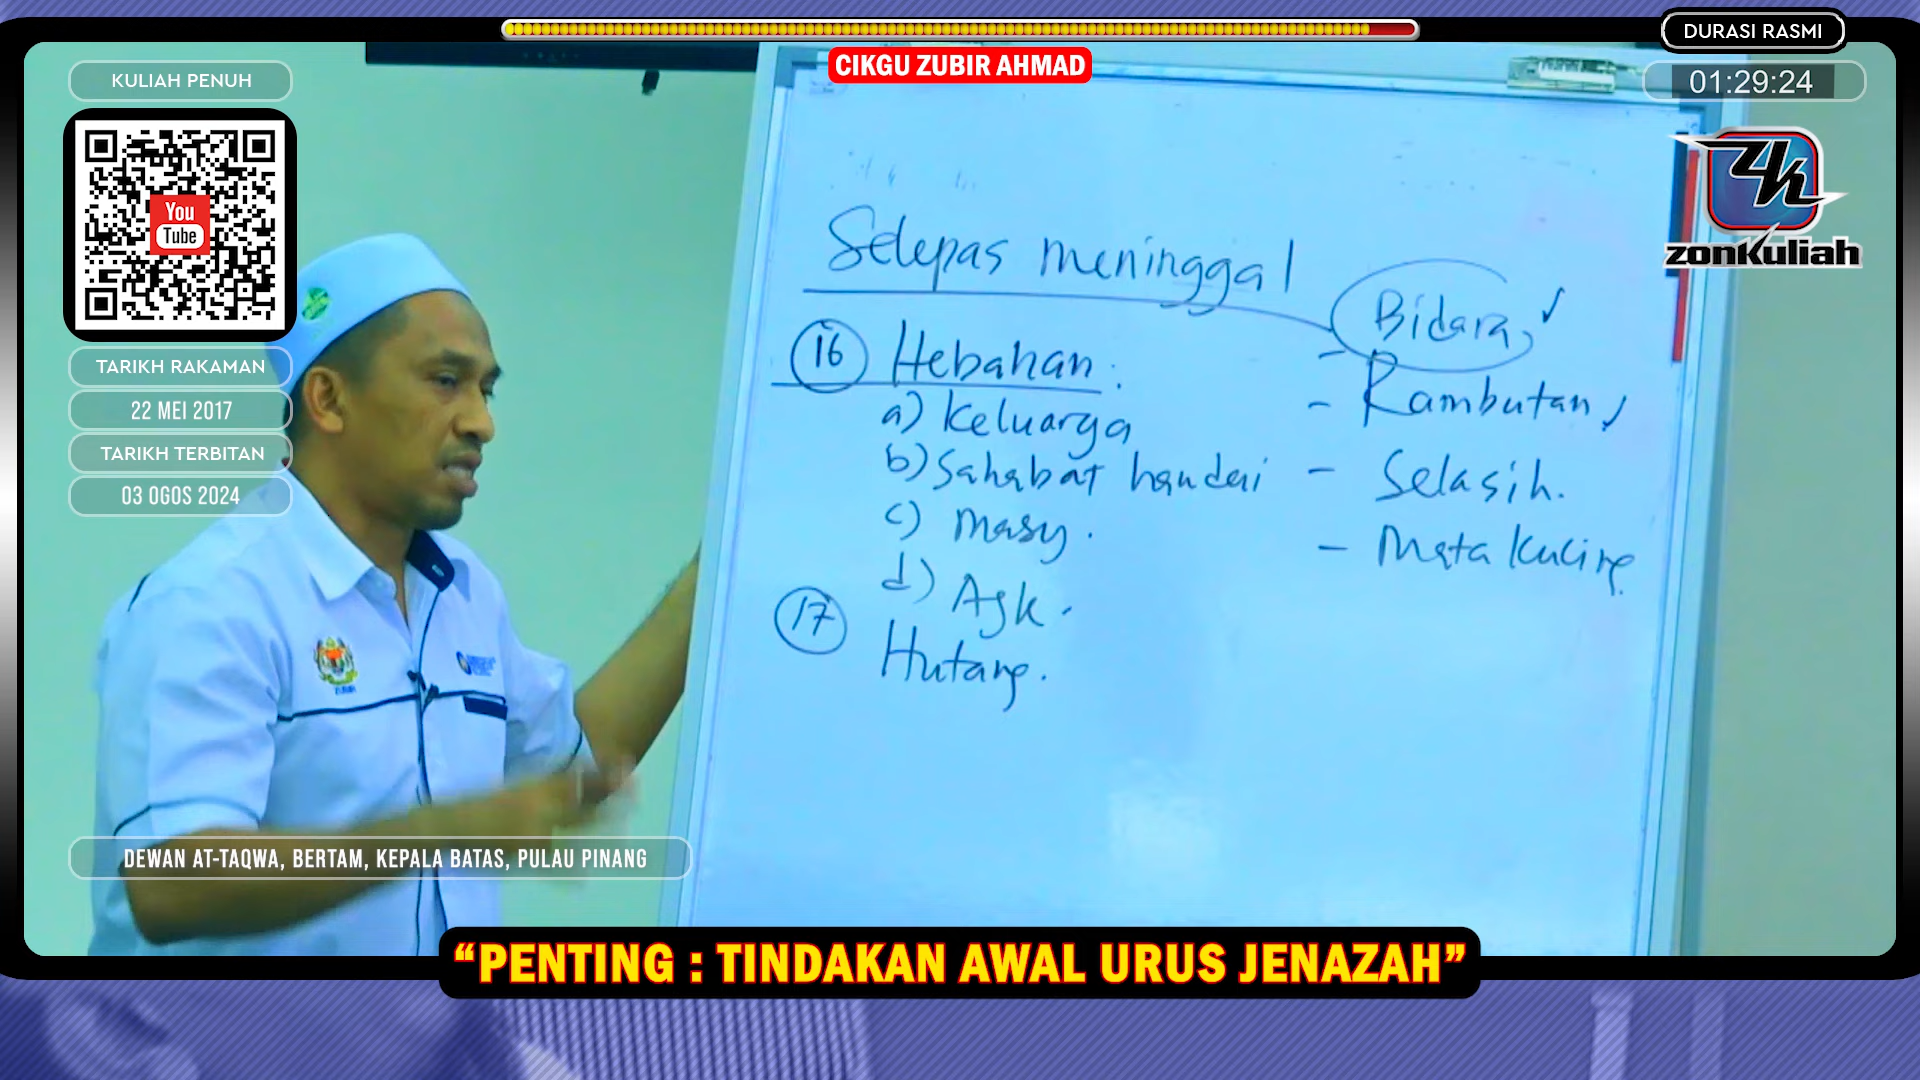 DURASI RASMI
01:29:24
CIKGU ZUBIR AHMAD
KULIAH PENUH
You
Tube
TARIKH RAKAMAN
22 MEI 2017
TARIKH TERBITAN
03 OGOS 2024
ZK
zonkuliah
Selepas meninggal
16 Hebahan :
a) Keluarga
b) Sahabat handai
c) Masy.
d) AJK.
17 Hutang.
Bidara, ✓
- Rambutan ✓
- Selasih.
- Mata Kucing.
DEWAN AT-TAQWA, BERTAM, KEPALA BATAS, PULAU PINANG
“PENTING : TINDAKAN AWAL URUS JENAZAH”